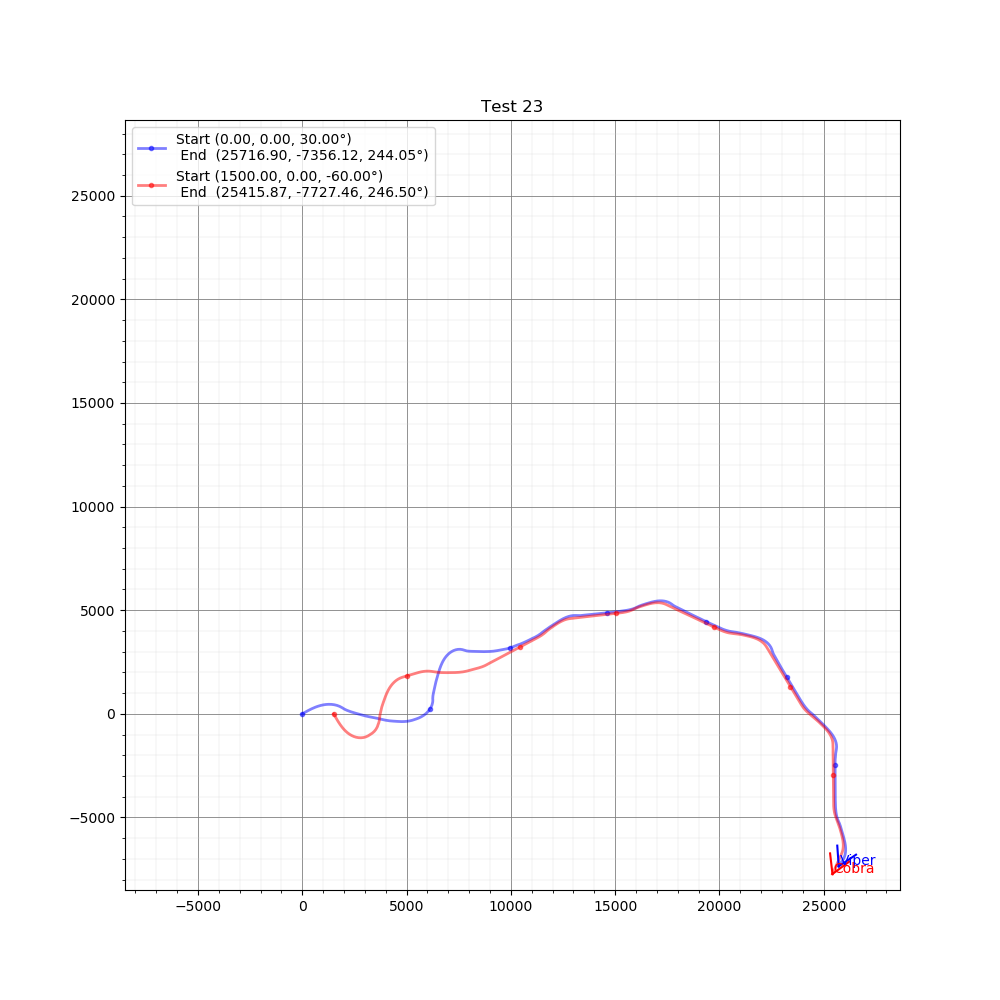 Test 23
Start (0.00, 0.00, 30.00°)
End (25716.90, -7356.12, 244.05°)
Start (1500.00, 0.00, -60.00°)
End (25415.87, -7727.46, 246.50°)
25000
20000
15000
10000
5000
0
−5000
Viper
Cobra
−5000 0 5000 10000 15000 20000 25000